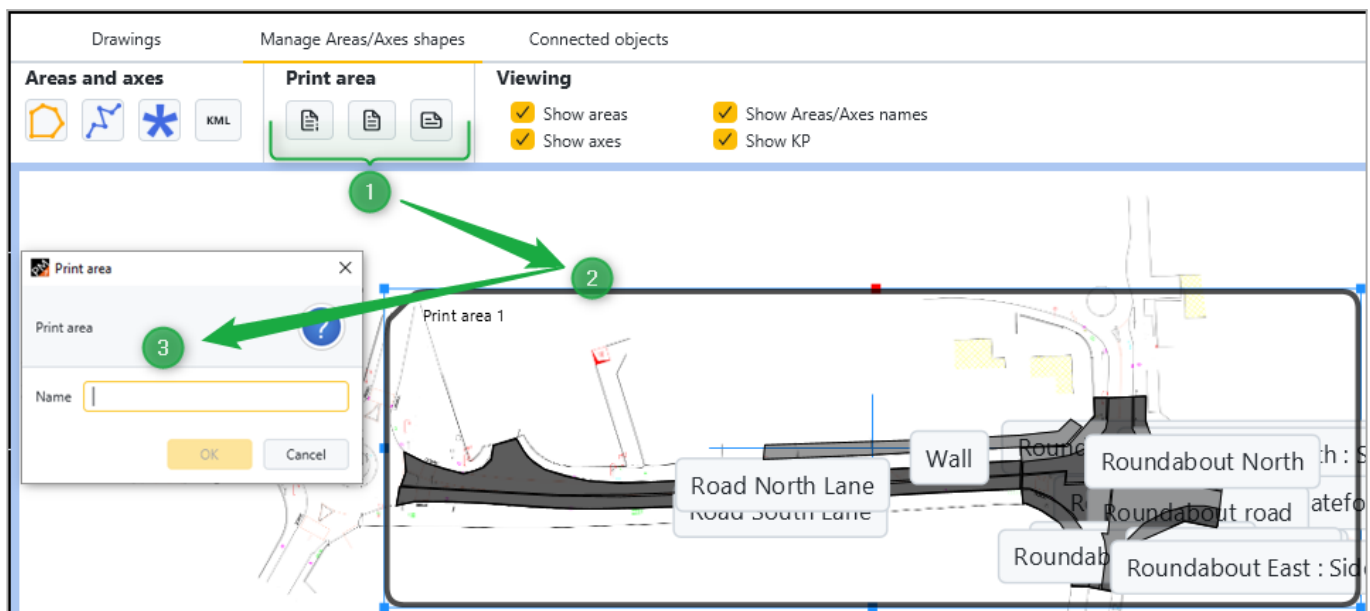 Drawings Manage Areas/Axes shapes Connected objects
Areas and axes Print area Viewing
KML
Show areas Show Areas/Axes names
Show axes Show KP
1
2
Print area
Print area
3
Name
OK Cancel
Print area 1
Wall
Roundabout North
Road North Lane
Road South Lane
Roundabout road
Roundab
Roundabout East : Sid